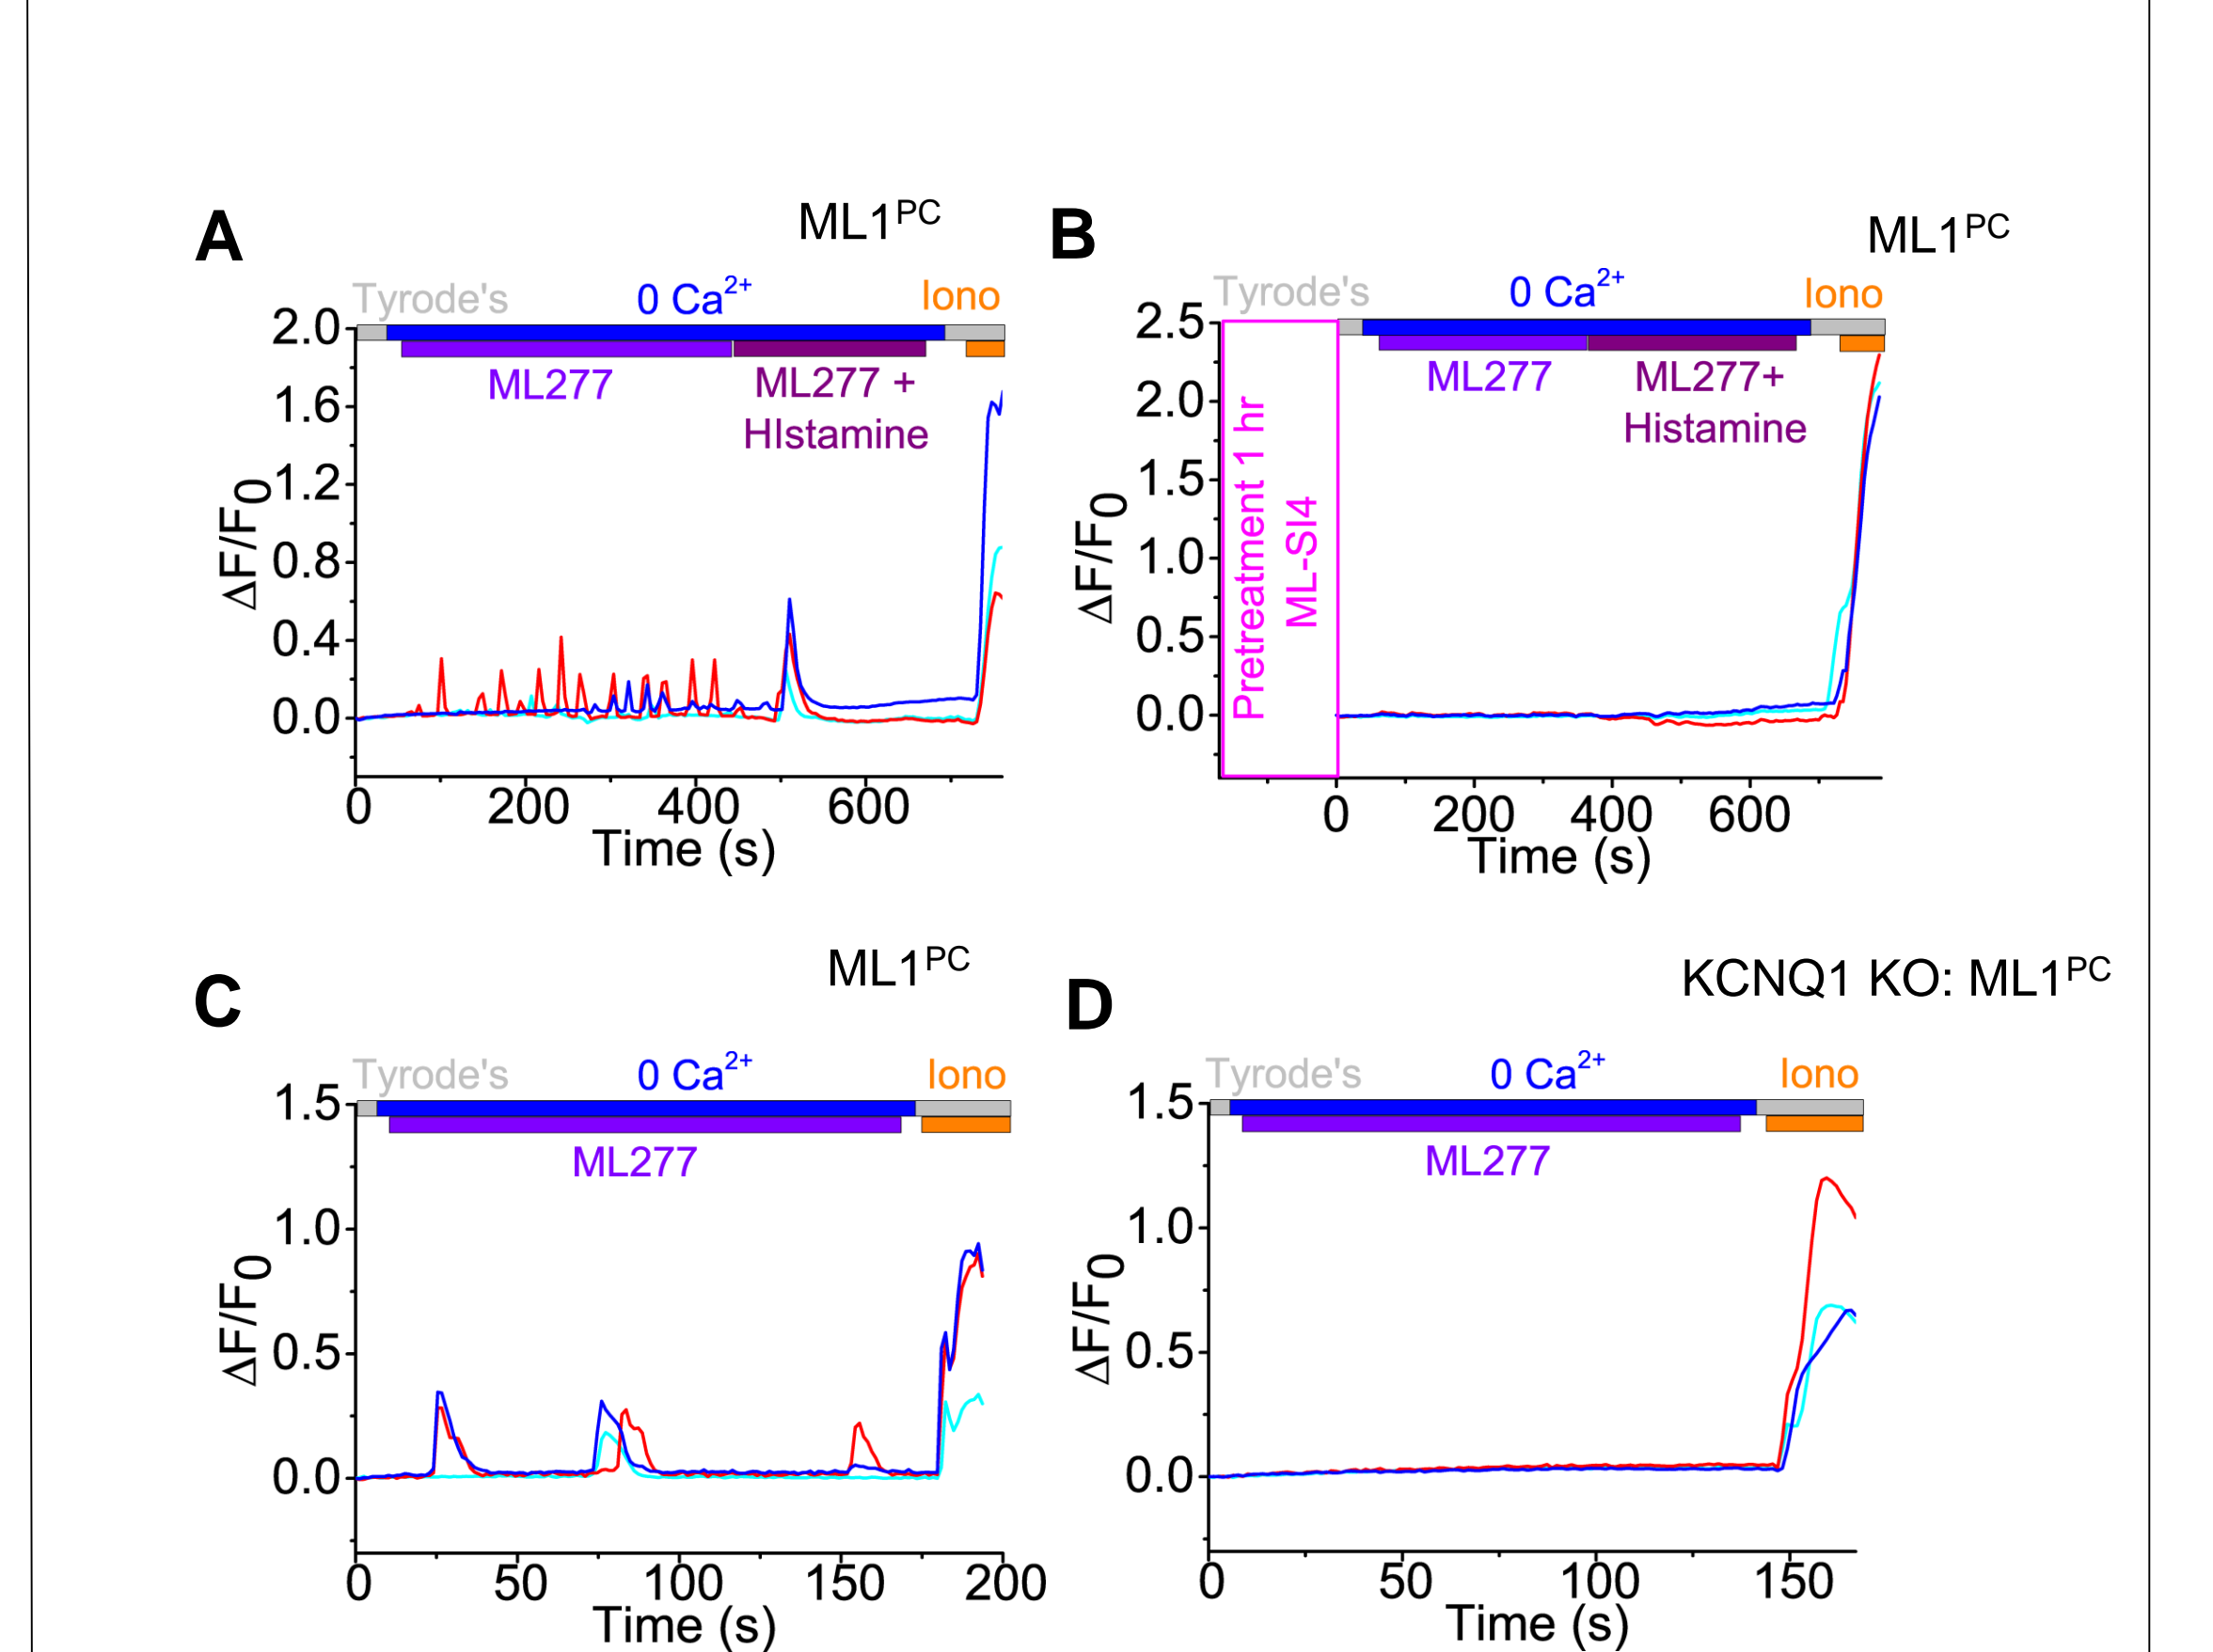 A
ML1PC
Tyrode's
0 Ca2+
Iono
ML277
ML277 +
HIstamine
2.0
1.6
1.2
0.8
0.4
0.0
ΔF/F0
0
200
400
600
Time (s)
B
ML1PC
Tyrode's
0 Ca2+
Iono
ML277
ML277+
Histamine
Pretreatment 1 hr
ML-SI4
2.5
2.0
1.5
1.0
0.5
0.0
ΔF/F0
0
200
400
600
Time (s)
C
ML1PC
Tyrode's
0 Ca2+
Iono
ML277
1.5
1.0
0.5
0.0
ΔF/F0
0
50
100
150
200
Time (s)
D
KCNQ1 KO: ML1PC
Tyrode's
0 Ca2+
Iono
ML277
1.5
1.0
0.5
0.0
ΔF/F0
0
50
100
150
Time (s)